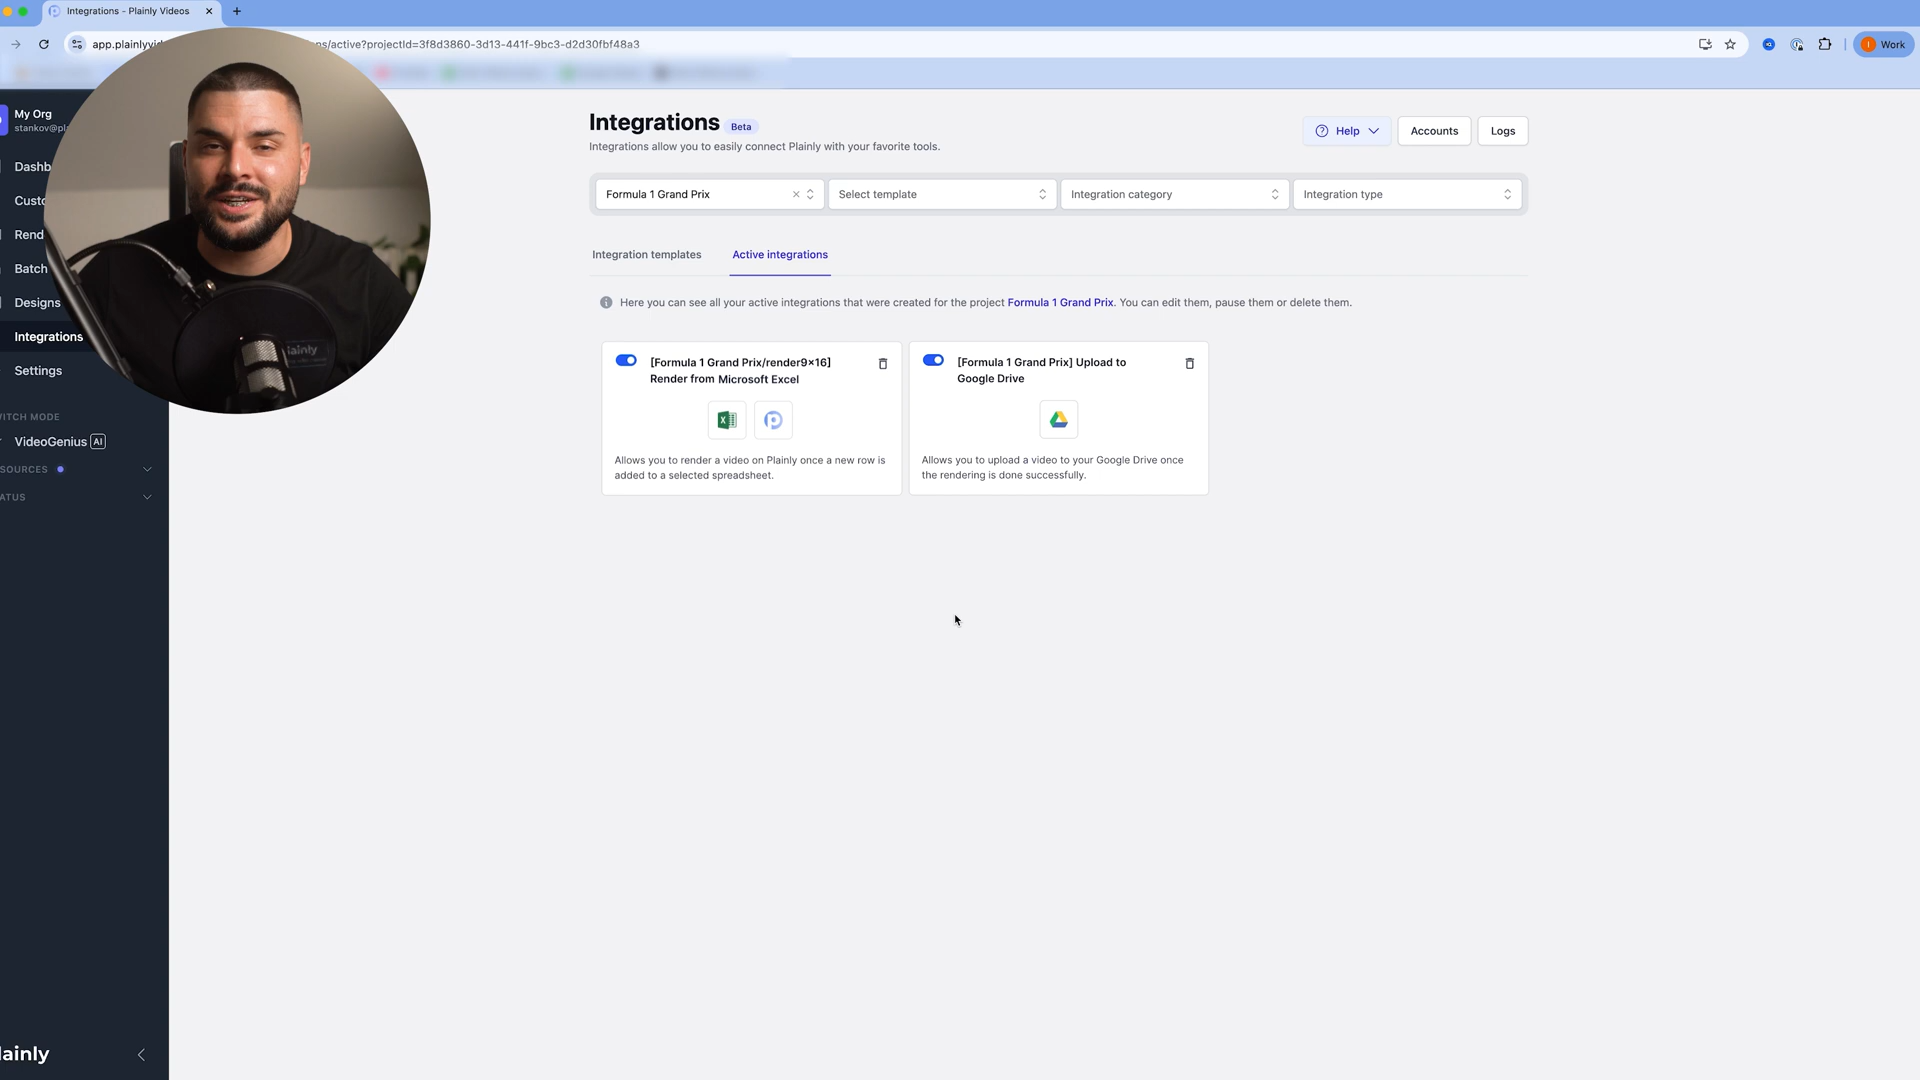 Integrations - Plainly Videos
app.plainlyvi
ns/active?projectId=3f8d3860-3d13-441f-9bc3-d2d30fbf48a3
Work
My Org
stankov@pl
Dashb
Custo
Rend
Batch
Designs
Integrations
Settings
ITCH MODE
VideoGenius AI
SOURCES
ATUS
lainly
Integrations Beta
Integrations allow you to easily connect Plainly with your favorite tools.
Help
Accounts
Logs
Formula 1 Grand Prix
Select template
Integration category
Integration type
Integration templates
Active integrations
Here you can see all your active integrations that were created for the project Formula 1 Grand Prix. You can edit them, pause them or delete them.
[Formula 1 Grand Prix/render9x16]
Render from Microsoft Excel
Allows you to render a video on Plainly once a new row is
added to a selected spreadsheet.
[Formula 1 Grand Prix] Upload to
Google Drive
Allows you to upload a video to your Google Drive once
the rendering is done successfully.